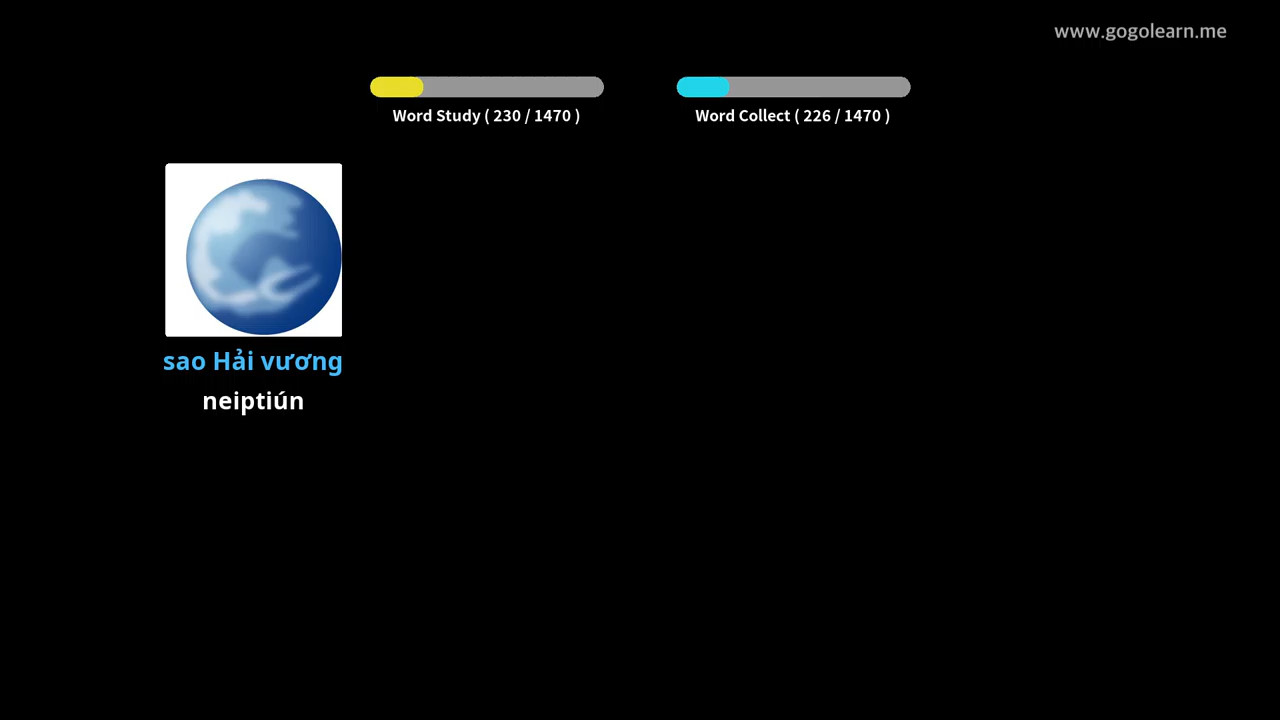 www.gogolearn.me
Word Study ( 230 / 1470 )
Word Collect ( 226 / 1470 )
sao Hải vương
neiptiún